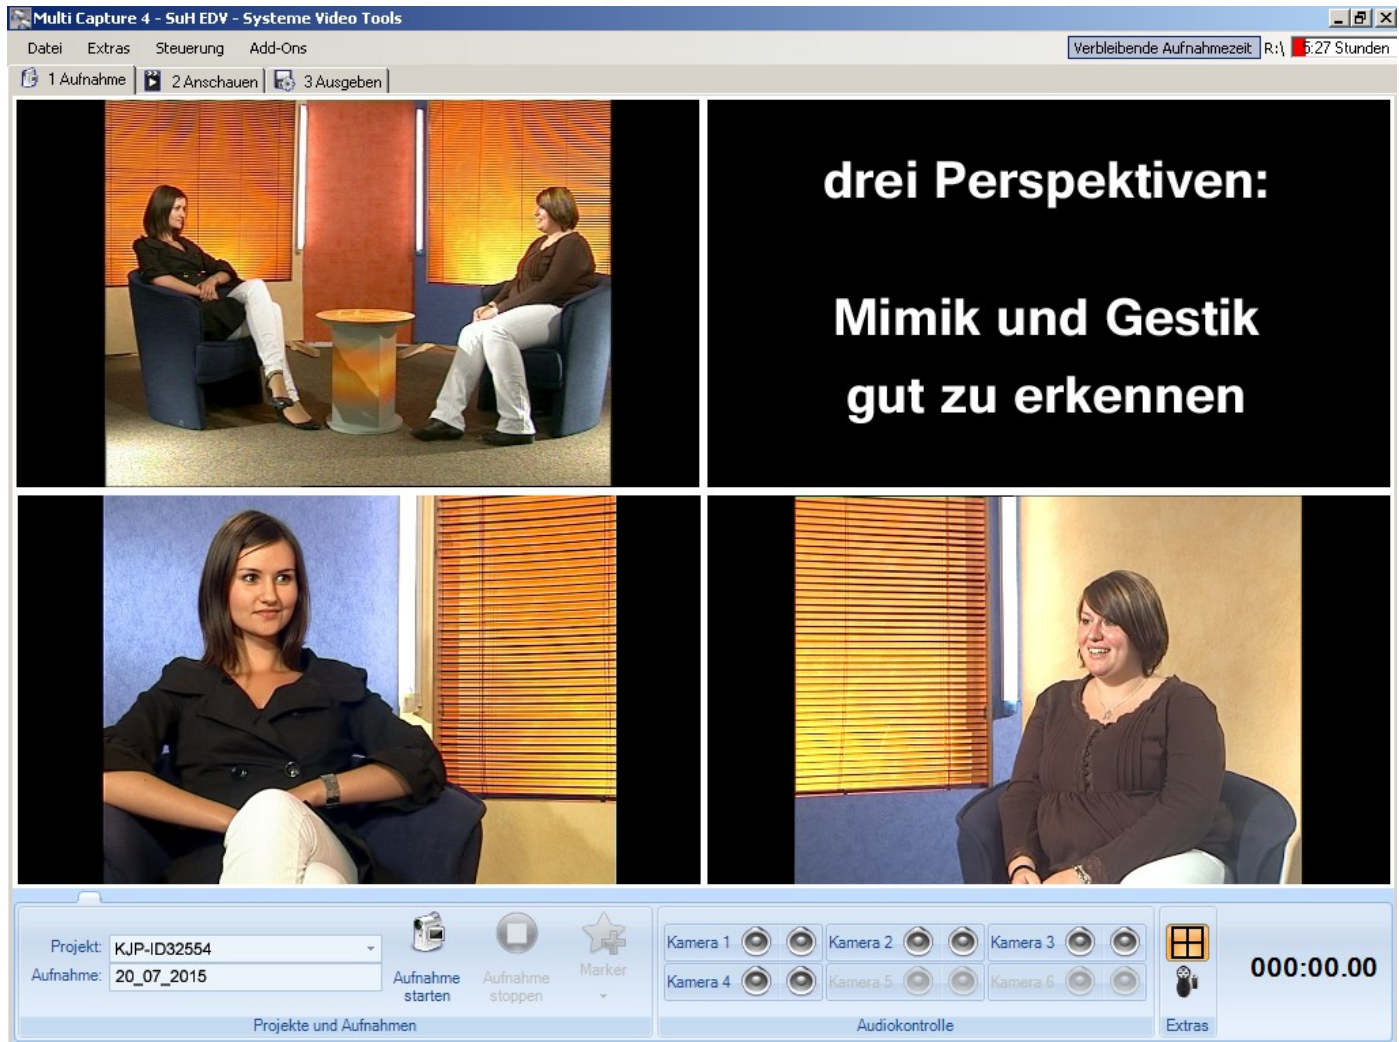 Multi Capture 4 - SuH EDV - Systeme Video Tools
Datei Extras Steuerung Add-Ons Verbleibende Aufnahmezeit R:\ 5:27 Stunden
1 Aufnahme 2 Anschauen 3 Ausgeben
drei Perspektiven:
Mimik und Gestik
gut zu erkennen
Projekt: KJP-ID32554
Aufnahme: 20_07_2015
Aufnahme
starten
Aufnahme
stoppen
Marker
Projekte und Aufnahmen
Kamera 1 Kamera 2 Kamera 3
Kamera 4 Kamera 5 Kamera 6
Audiokontrolle
Extras
000:00.00